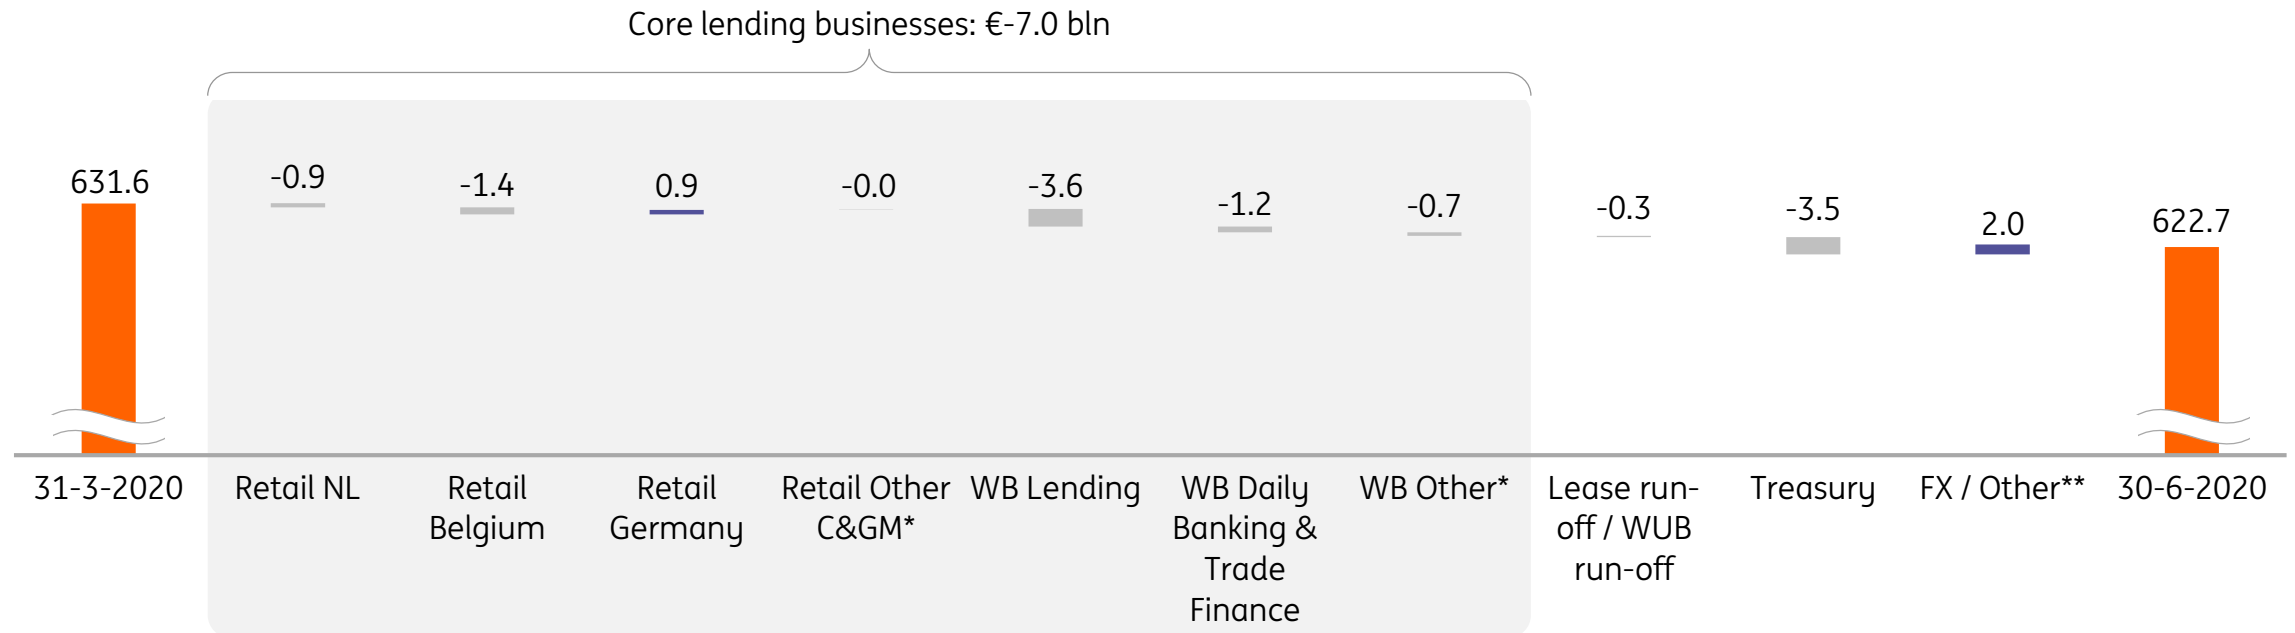 Core lending businesses: €-7.0 bln
631.6
-0.9
-1.4
0.9
-0.0
-3.6
-1.2
-0.7
-0.3
-3.5
2.0
622.7
31-3-2020
Retail NL
Retail
Belgium
Retail
Germany
Retail Other
C&GM*
WB Lending
WB Daily
Banking &
Trade
Finance
WB Other*
Lease run-
off / WUB
run-off
Treasury
FX / Other**
30-6-2020